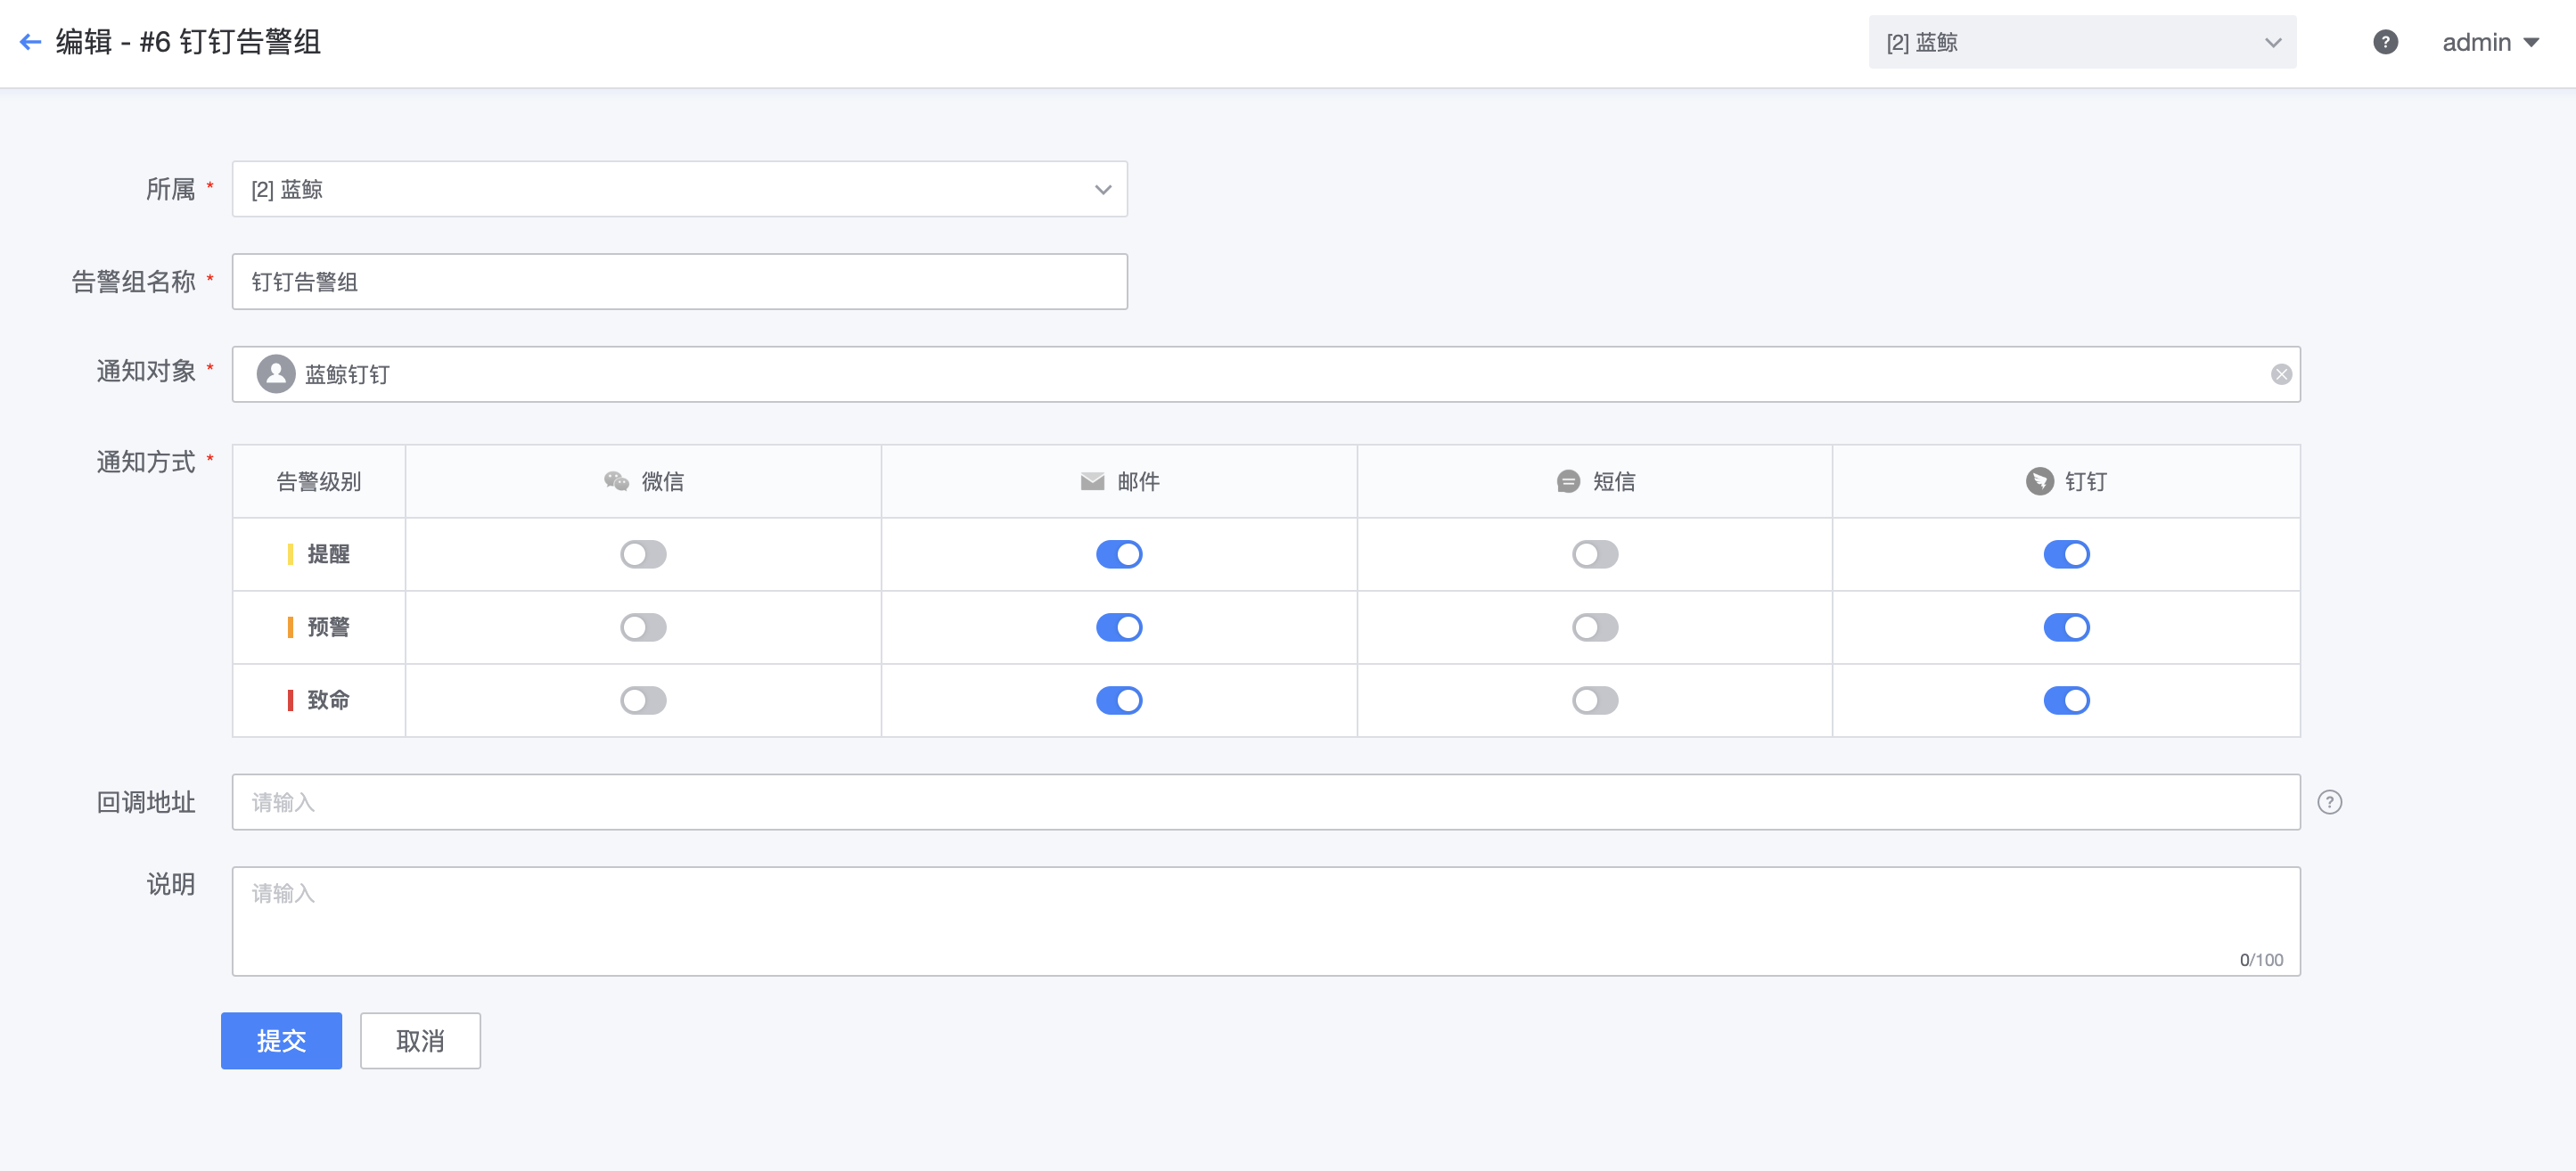 编辑 - #6 钉钉告警组
[2] 蓝鲸
admin
所属 *
[2] 蓝鲸
告警组名称 *
钉钉告警组
通知对象 *
蓝鲸钉钉
通知方式 *
告警级别 微信 邮件 短信 钉钉
提醒
预警
致命
回调地址
请输入
说明
请输入
0/100
提交 取消